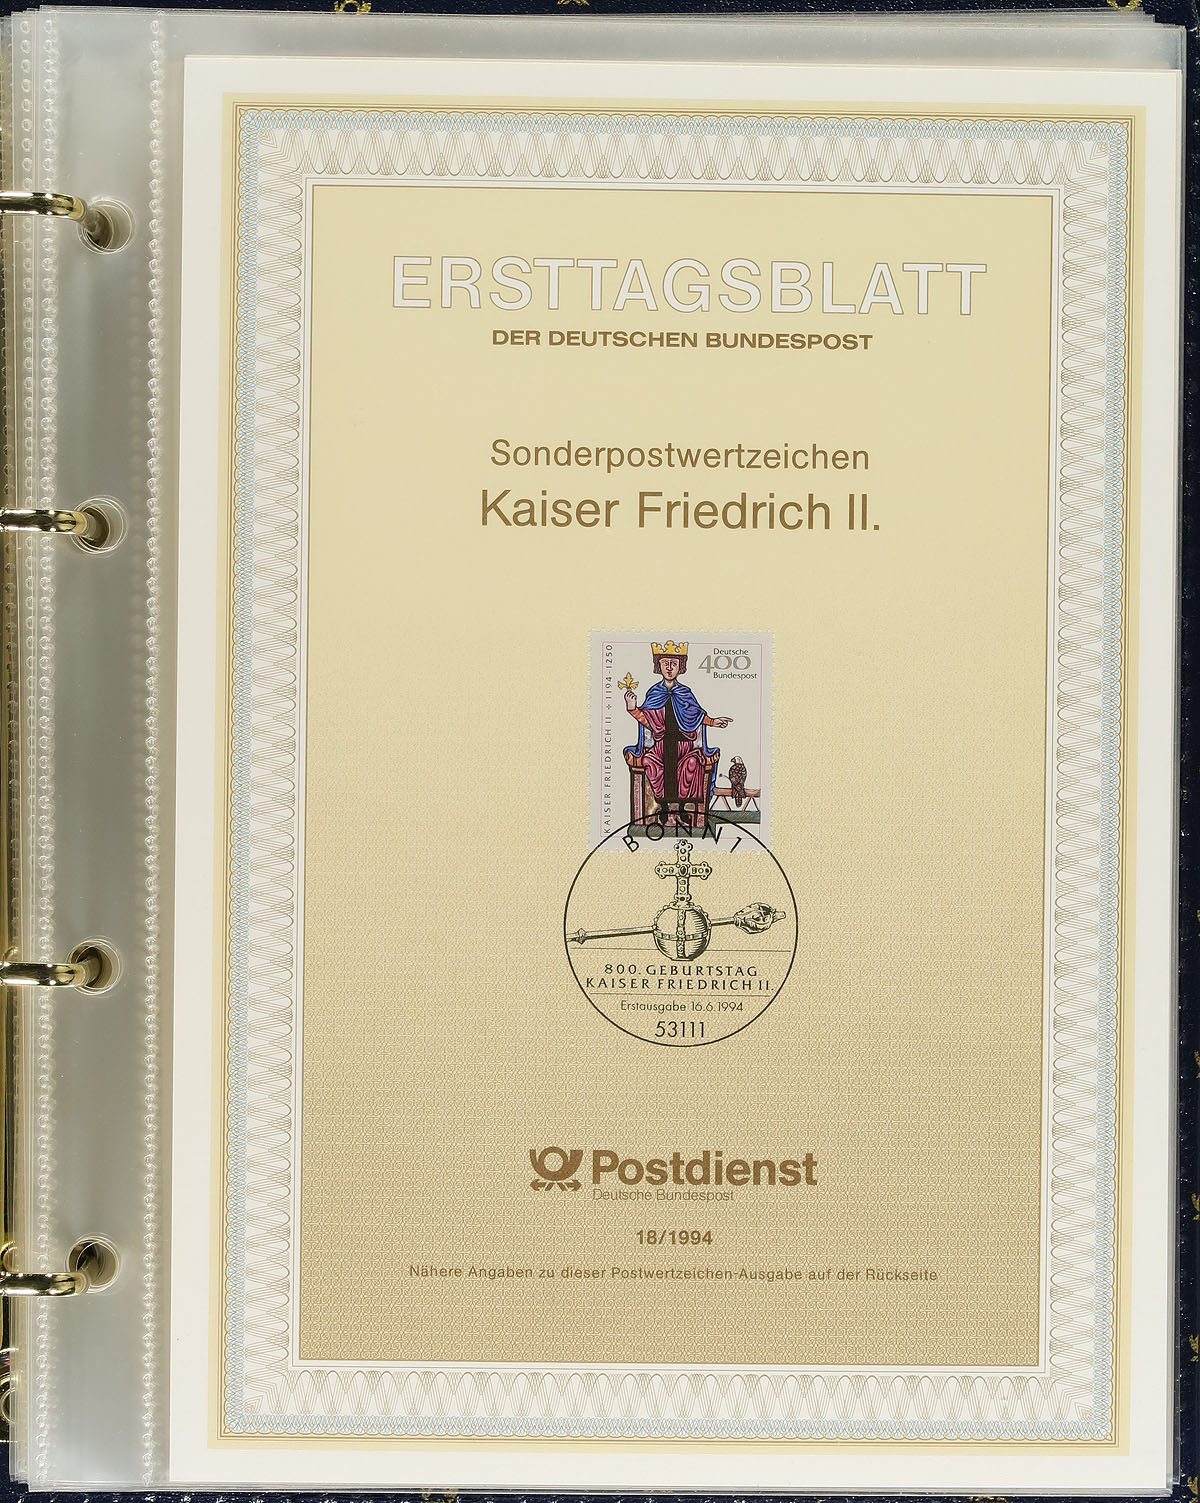 ERSTTAGSBLATT
DER DEUTSCHEN BUNDESPOST
Sonderpostwertzeichen
Kaiser Friedrich II.
KAISER FRIEDRICH II. ÷ 1194-1250
Deutsche
400
Bundespost
BONN 1
800. GEBURTSTAG
KAISER FRIEDRICH II.
Erstausgabe 16.6.1994
53111
Postdienst
Deutsche Bundespost
18/1994
Nähere Angaben zu dieser Postwertzeichen-Ausgabe auf der Rückseite